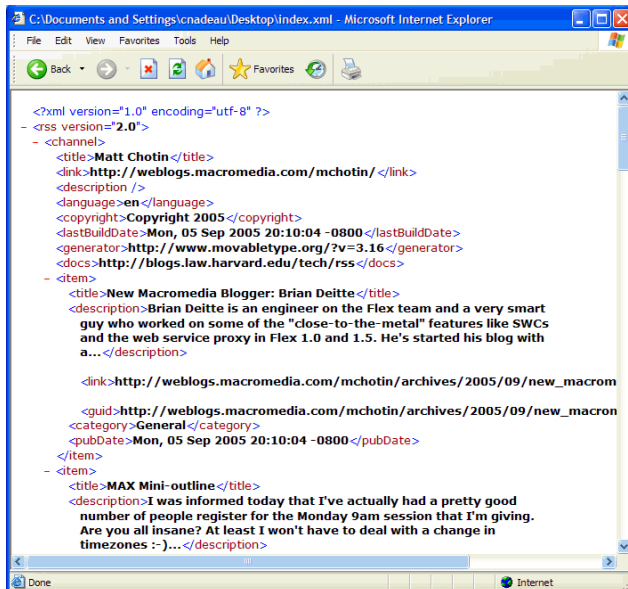 C:\Documents and Settings\cnadeau\Desktop\index.xml - Microsoft Internet Explorer
File Edit View Favorites Tools Help
Back Favorites
<?xml version="1.0" encoding="utf-8" ?>
- <rss version="2.0">
- <channel>
<title>Matt Chotin</title>
<link>http://weblogs.macromedia.com/mchotin/</link>
<description />
<language>en</language>
<copyright>Copyright 2005</copyright>
<lastBuildDate>Mon, 05 Sep 2005 20:10:04 -0800</lastBuildDate>
<generator>http://www.movabletype.org/?v=3.16</generator>
<docs>http://blogs.law.harvard.edu/tech/rss</docs>
- <item>
<title>New Macromedia Blogger: Brian Deitte</title>
<description>Brian Deitte is an engineer on the Flex team and a very smart
guy who worked on some of the "close-to-the-metal" features like SWCs
and the web service proxy in Flex 1.0 and 1.5. He's started his blog with
a...</description>
<link>http://weblogs.macromedia.com/mchotin/archives/2005/09/new_macrom
<guid>http://weblogs.macromedia.com/mchotin/archives/2005/09/new_macron
<category>General</category>
<pubDate>Mon, 05 Sep 2005 20:10:04 -0800</pubDate>
</item>
- <item>
<title>MAX Mini-outline</title>
<description>I was informed today that I've actually had a pretty good
number of people register for the Monday 9am session that I'm giving.
Are you all insane? At least I won't have to deal with a change in
timezones :-)...</description>
Done Internet